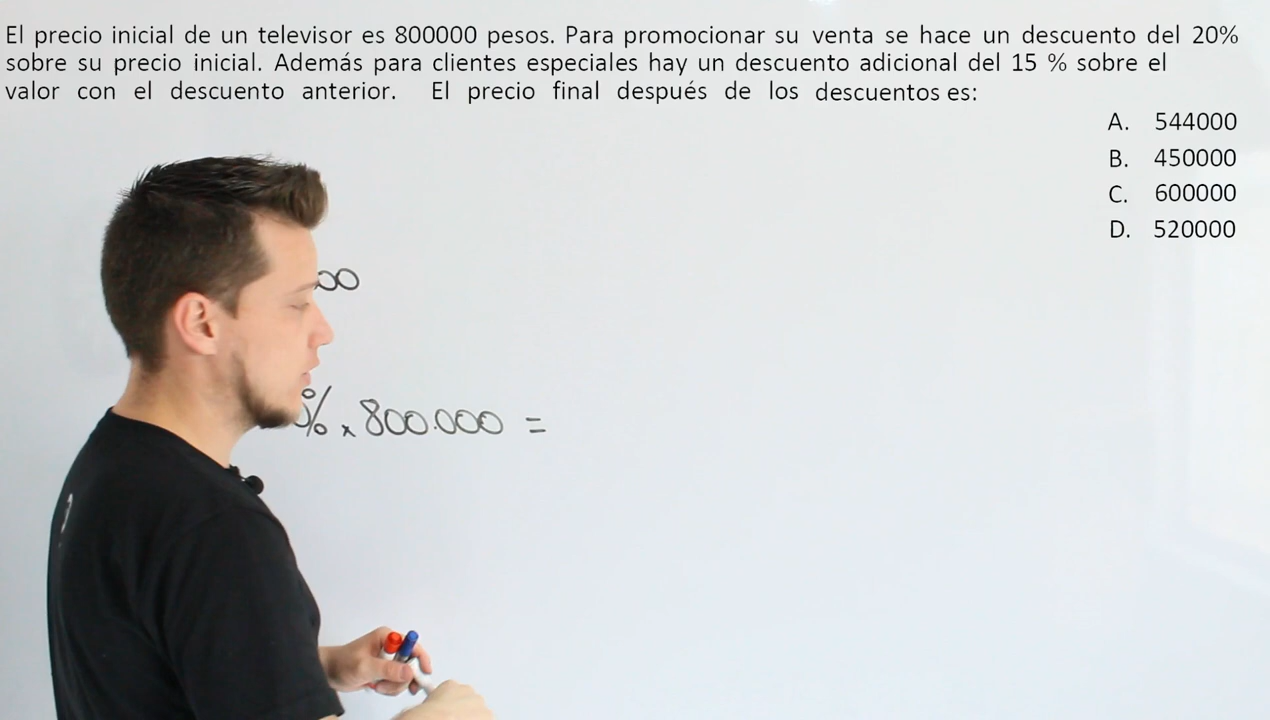 El precio inicial de un televisor es 800000 pesos. Para promocionar su venta se hace un descuento del 20%
sobre su precio inicial. Además para clientes especiales hay un descuento adicional del 15 % sobre el
valor con el descuento anterior. El precio final después de los descuentos es:
A. 544000
B. 450000
C. 600000
D. 520000
00
% x 800.000 =